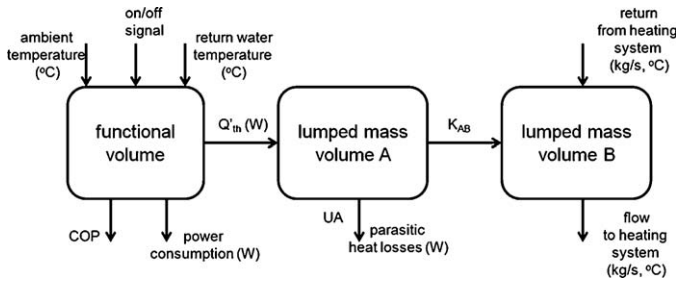 on/off
signal
ambient
temperature
(ºC)
return water
temperature
(ºC)
return
from heating
system
(kg/s, ºC)
functional
volume
Q'th (W)
lumped mass
volume A
KAB
lumped mass
volume B
COP
power
consumption (W)
UA
parasitic
heat losses (W)
flow
to heating
system
(kg/s, ºC)